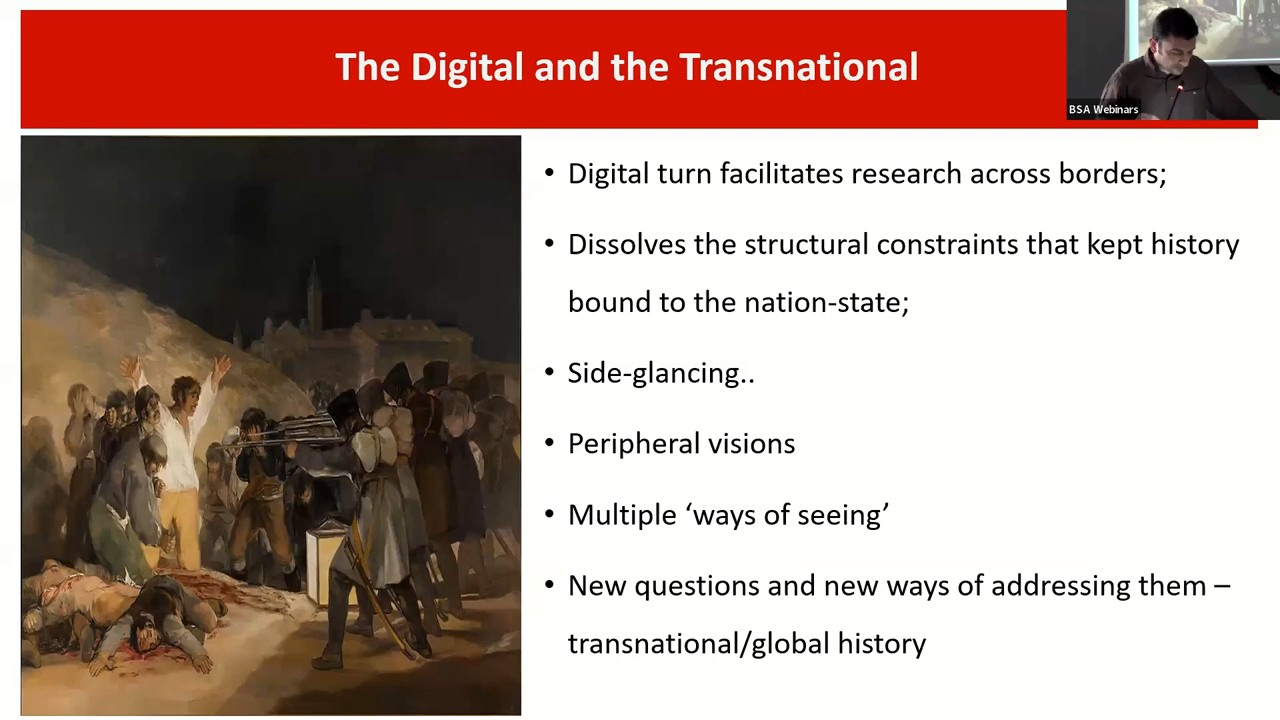 The Digital and the Transnational
BSA Webinars
• Digital turn facilitates research across borders;
• Dissolves the structural constraints that kept history
bound to the nation-state;
• Side-glancing..
• Peripheral visions
• Multiple ‘ways of seeing’
• New questions and new ways of addressing them –
transnational/global history